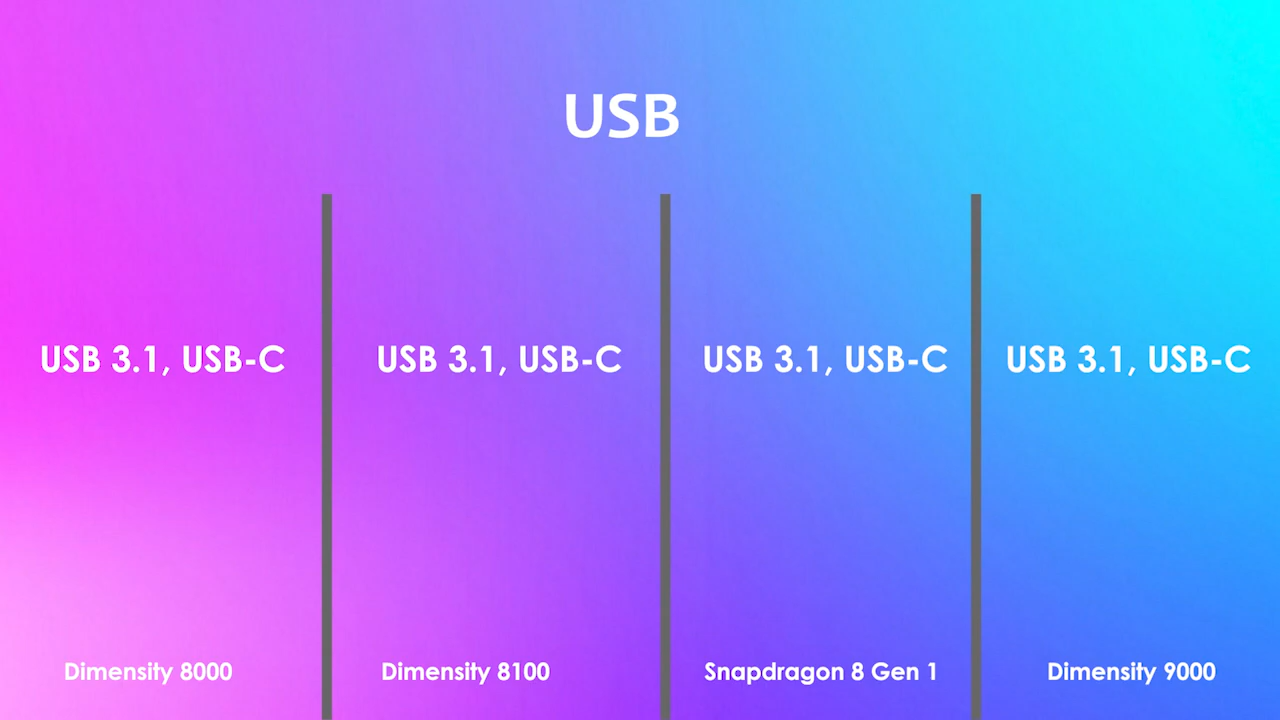 USB
USB 3.1, USB-C
USB 3.1, USB-C
USB 3.1, USB-C
USB 3.1, USB-C
Dimensity 8000
Dimensity 8100
Snapdragon 8 Gen 1
Dimensity 9000